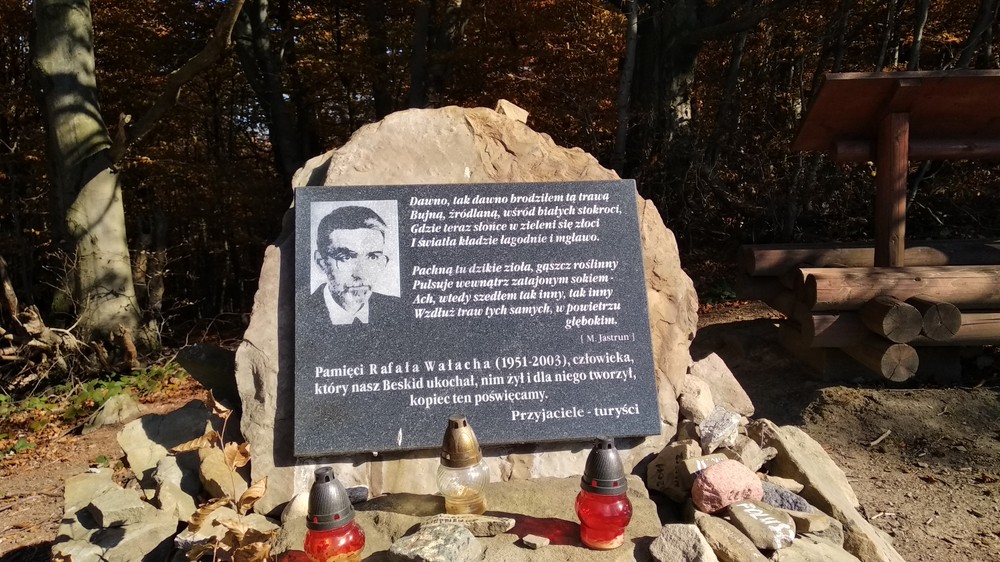 Dawno, tak dawno brodziłem tą trawą
Bujną, źródlaną, wśród białych stokroci,
Gdzie teraz słońce w zieleni się złoci
I światła kładzie łagodnie i mgławo.
Pachną tu dzikie zioła, gąszcz roślinny
Pulsuje wewnątrz zatajonym sokiem -
Ach, wtedy szedłem tak inny, tak inny
Wzdłuż traw tych samych, w powietrzu
głębokim.
[ M. Jastrun ]
Pamięci Rafała Wałacha (1951-2003), człowieka,
który nasz Beskid ukochał, nim żył i dla niego tworzył,
kopiec ten poświęcamy.
Przyjaciele - turyści